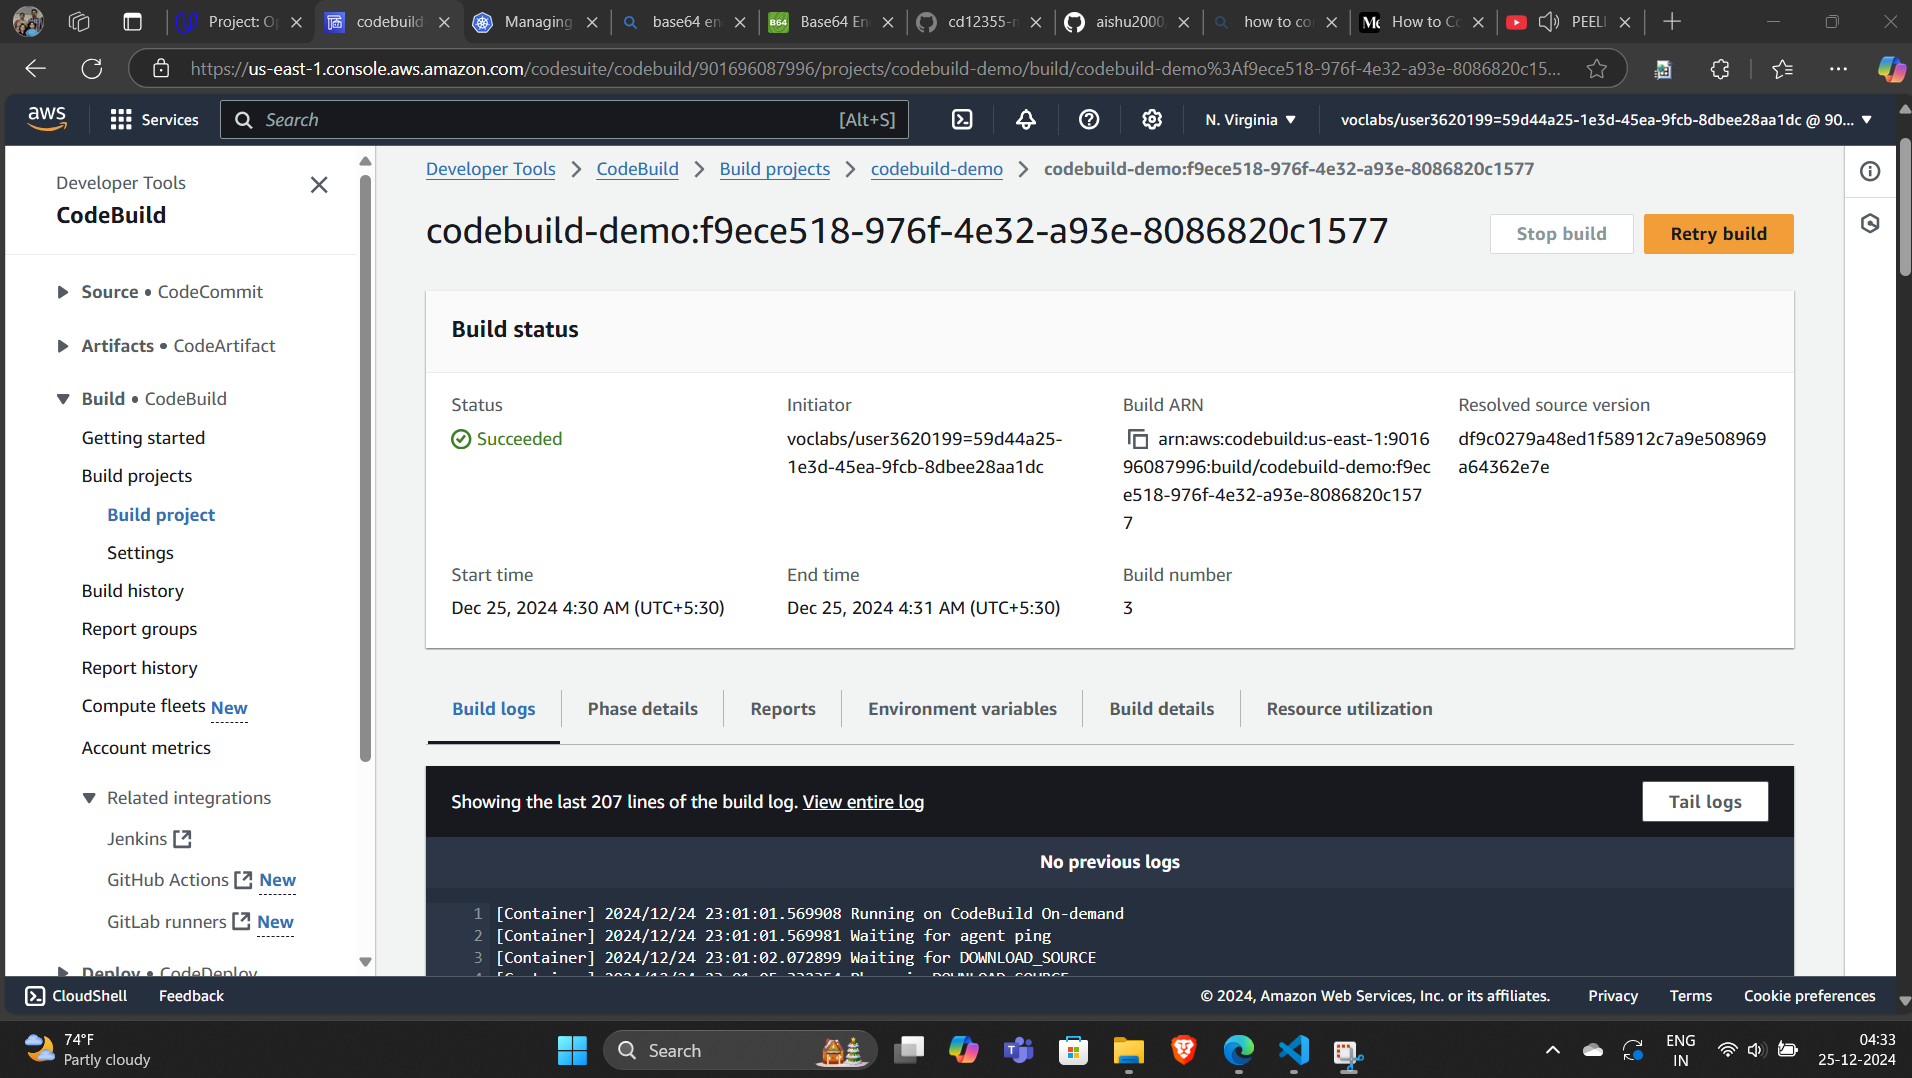 Project: Op
codebuild-
Managing
base64 en
Base64 En
cd12355-m
aishu2000
how to co
How to Co
PEELI
https://us-east-1.console.aws.amazon.com/codesuite/codebuild/901696087996/projects/codebuild-demo/build/codebuild-demo%3Af9ece518-976f-4e32-a93e-8086820c15...
aws
Services
Search
[Alt+S]
N. Virginia
voclabs/user3620199=59d44a25-1e3d-45ea-9fcb-8dbee28aa1dc @ 90...
Developer Tools
CodeBuild
Source • CodeCommit
Artifacts • CodeArtifact
Build • CodeBuild
Getting started
Build projects
Build project
Settings
Build history
Report groups
Report history
Compute fleets New
Account metrics
Related integrations
Jenkins
GitHub Actions New
GitLab runners New
Deploy • CodeDeploy
Developer Tools > CodeBuild > Build projects > codebuild-demo > codebuild-demo:f9ece518-976f-4e32-a93e-8086820c1577
codebuild-demo:f9ece518-976f-4e32-a93e-8086820c1577
Stop build
Retry build
Build status
Status
Succeeded
Initiator
voclabs/user3620199=59d44a25-
1e3d-45ea-9fcb-8dbee28aa1dc
Build ARN
arn:aws:codebuild:us-east-1:9016
96087996:build/codebuild-demo:f9ec
e518-976f-4e32-a93e-8086820c157
7
Resolved source version
df9c0279a48ed1f58912c7a9e508969
a64362e7e
Start time
Dec 25, 2024 4:30 AM (UTC+5:30)
End time
Dec 25, 2024 4:31 AM (UTC+5:30)
Build number
3
Build logs
Phase details
Reports
Environment variables
Build details
Resource utilization
Showing the last 207 lines of the build log. View entire log
Tail logs
No previous logs
1 [Container] 2024/12/24 23:01:01.569908 Running on CodeBuild On-demand
2 [Container] 2024/12/24 23:01:01.569981 Waiting for agent ping
3 [Container] 2024/12/24 23:01:02.072899 Waiting for DOWNLOAD_SOURCE
CloudShell
Feedback
© 2024, Amazon Web Services, Inc. or its affiliates.
Privacy
Terms
Cookie preferences
74°F
Partly cloudy
Search
ENG
IN
04:33
25-12-2024